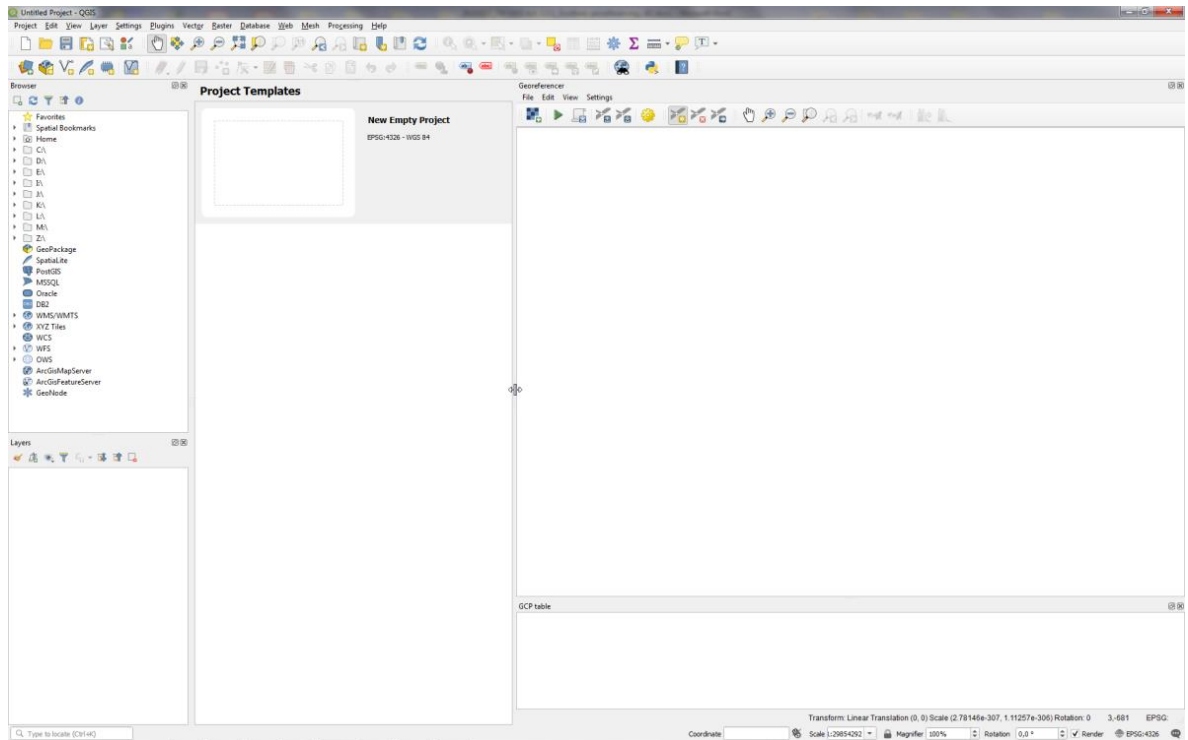 Untitled Project - QGIS
Project Edit View Layer Settings Plugins Vector Raster Database Web Mesh Processing Help
Browser
Favorites
Spatial Bookmarks
Home
C:\
D:\
E:\
J:\
K:\
L:\
M:\
Z:\
GeoPackage
SpatiaLite
PostGIS
MSSQL
Oracle
DB2
WMS/WMTS
XYZ Tiles
WCS
WFS
OWS
ArcGisMapServer
ArcGisFeatureServer
GeoNode
Layers
Project Templates
New Empty Project
EPSG:4326 - WGS 84
Georeferencer
File Edit View Settings
GCP table
Transform: Linear Translation (0, 0) Scale (2.78146e-307, 1.11257e-306) Rotation: 0 3,-681 EPSG:
Type to locate (Ctrl+K)
Coordinate Scale 1:29854292 Magnifier 100% Rotation 0,0 ° Render EPSG:4326